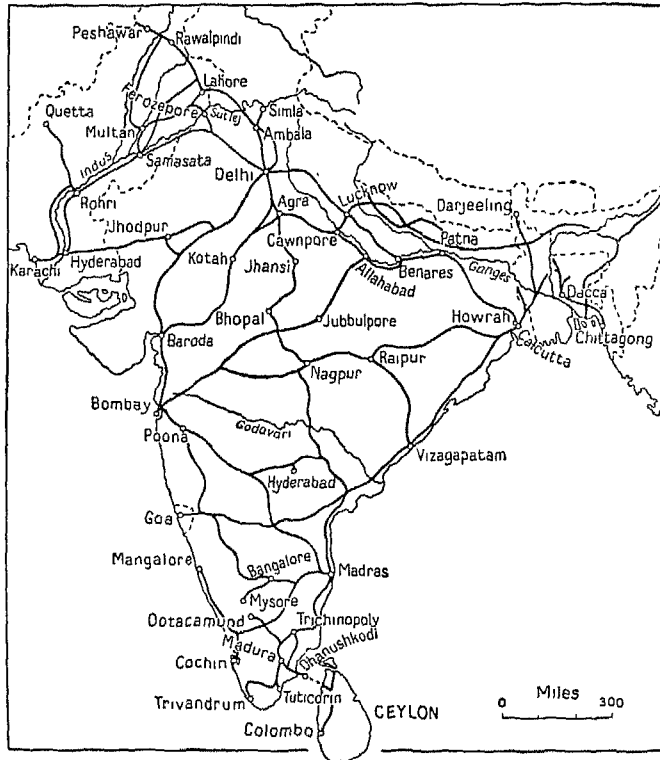 Peshawar
Rawalpindi
Lahore
Ferozepore
Sutlej
Simla
Quetta
Multan
Ambala
Indus
Samasata
Delhi
Rohri
Agra
Lucknow
Darjeeling
Jhodpur
Cawnpore
Patna
Karachi
Hyderabad
Kotah
Jhansi
Allahabad
Benares
Ganges
Dacca
Bhopal
Jubbulpore
Howrah
Chittagong
Baroda
Calcutta
Nagpur
Raipur
Bombay
Poona
Godavari
Vizagapatam
Hyderabad
Goa
Mangalore
Bangalore
Madras
Mysore
Ootacamund
Trichinopoly
Madura
Dhanushkodi
Cochin
Trivandrum
Tuticorin
CEYLON
Colombo
Miles
0 300